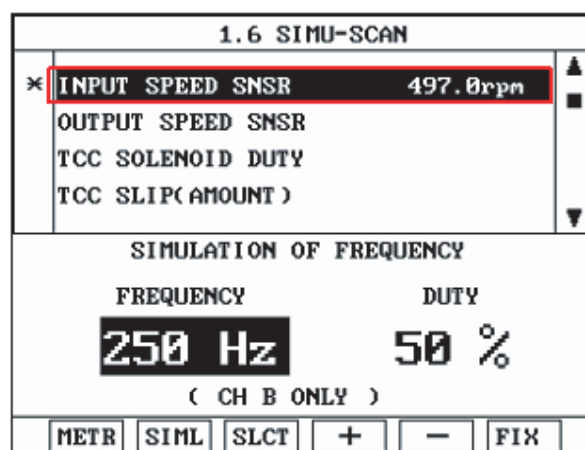 1.6 SIMU-SCAN
* INPUT SPEED SNSR 497.0rpm
OUTPUT SPEED SNSR
TCC SOLENOID DUTY
TCC SLIP(AMOUNT)
SIMULATION OF FREQUENCY
FREQUENCY DUTY
250 Hz 50 %
( CH B ONLY )
METR SIML SLCT + - FIX